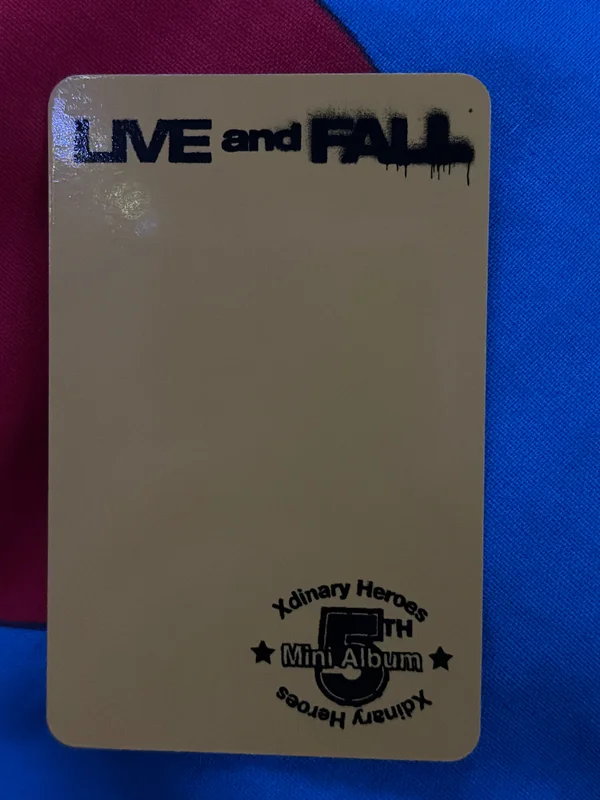 LIVE and FALL
Xdinary Heroes
5TH
Mini Album
Xdinary Heroes